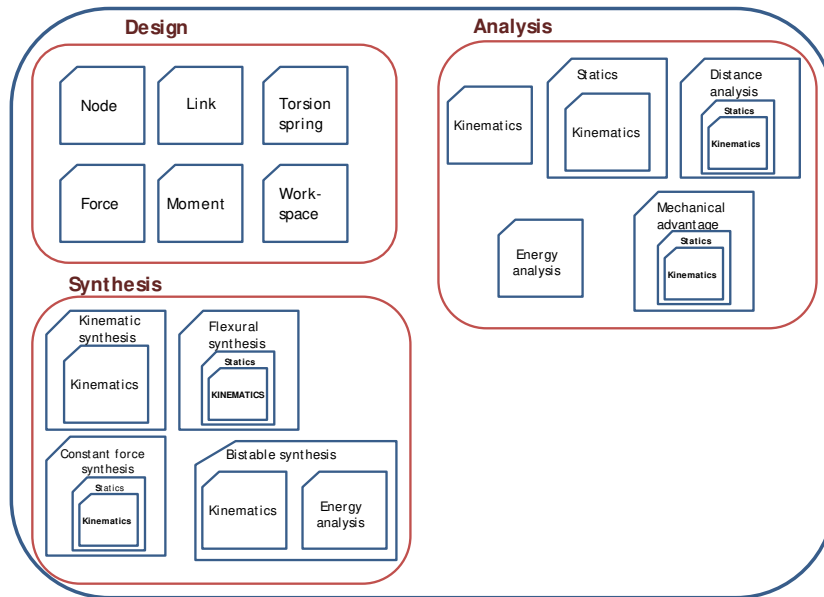 Design
Node
Link
Torsion
spring
Force
Moment
Work-
space
Analysis
Kinematics
Statics
Kinematics
Distance
analysis
Statics
Kinematics
Energy
analysis
Mechanical
advantage
Statics
Kinematics
Synthesis
Kinematic
synthesis
Kinematics
Flexural
synthesis
Statics
KINEMATICS
Constant force
synthesis
Statics
Kinematics
Bistable synthesis
Kinematics
Energy
analysis